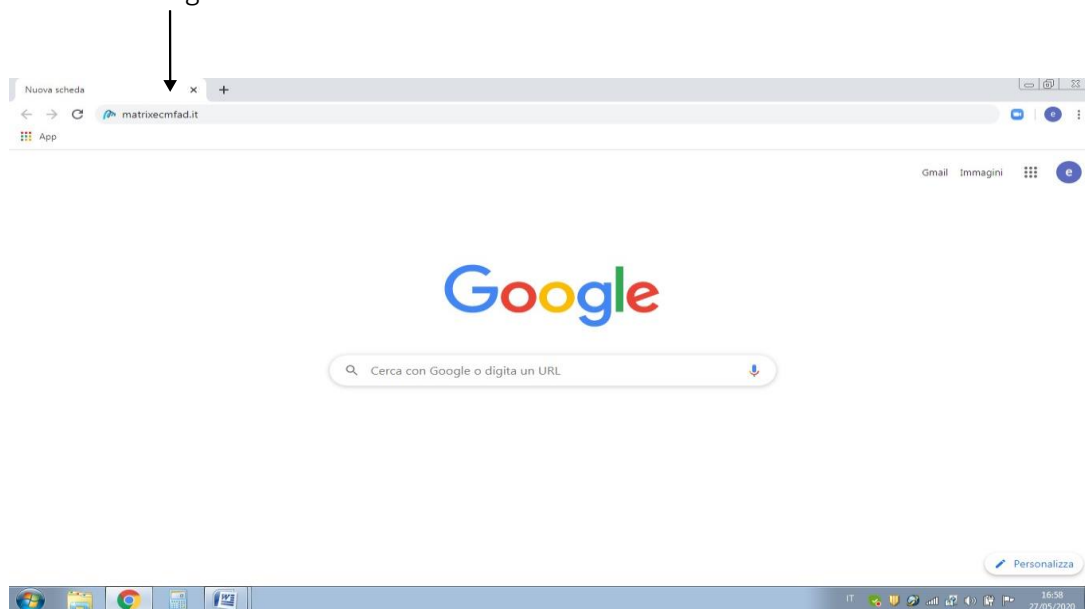 Nuova scheda
matrixecmfad.it
App
Gmail Immagini
e
Google
Cerca con Google o digita un URL
Personalizza
IT
16:58
27/05/2020